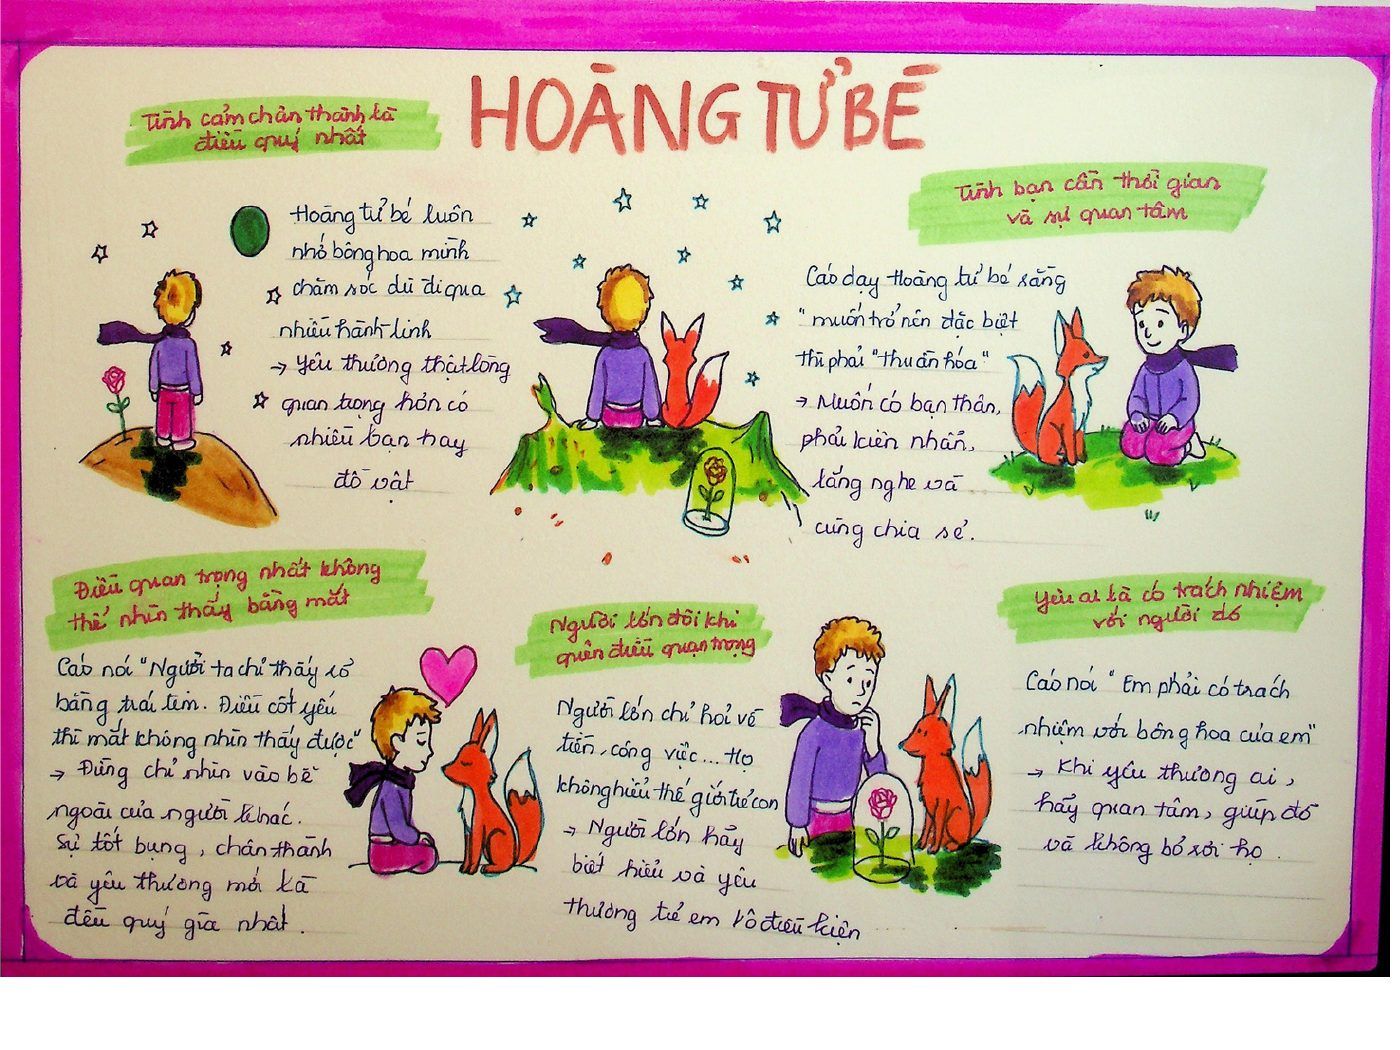 HOÀNG TỬ BÉ
Tình cảm chân thành là
điều quý nhất
Hoàng tử bé luôn
nhớ bông hoa mình
chăm sóc dù đi qua
nhiều hành tinh
→ Yêu thương thật lòng
quan trọng hơn có
nhiều bạn hay
đồ vật
Tình bạn cần thời gian
và sự quan tâm
Cáo dạy Hoàng tử bé rằng
"muốn trở nên đặc biệt
thì phải "thuần hóa"
→ Muốn có bạn thân,
phải kiên nhẫn,
lắng nghe và
cùng chia sẻ.
Điều quan trọng nhất không
thể nhìn thấy bằng mắt
Cáo nói "Người ta chỉ thấy rõ
bằng trái tim. Điều cốt yếu
thì mắt không nhìn thấy được"
→ Đừng chỉ nhìn vào bề
ngoài của người khác.
Sự tốt bụng, chân thành
và yêu thương mới là
điều quý giá nhất.
Người lớn đôi khi
quên điều quan trọng
Người lớn chỉ hỏi về
tiền, công việc... Họ
không hiểu thế giới trẻ con
→ Người lớn hãy
biết hiểu và yêu
thương trẻ em vô điều kiện
Yêu ai là có trách nhiệm
với người đó
Cáo nói "Em phải có trách
nhiệm với bông hoa của em"
→ Khi yêu thương ai,
hãy quan tâm, giúp đỡ
và không bỏ rơi họ.